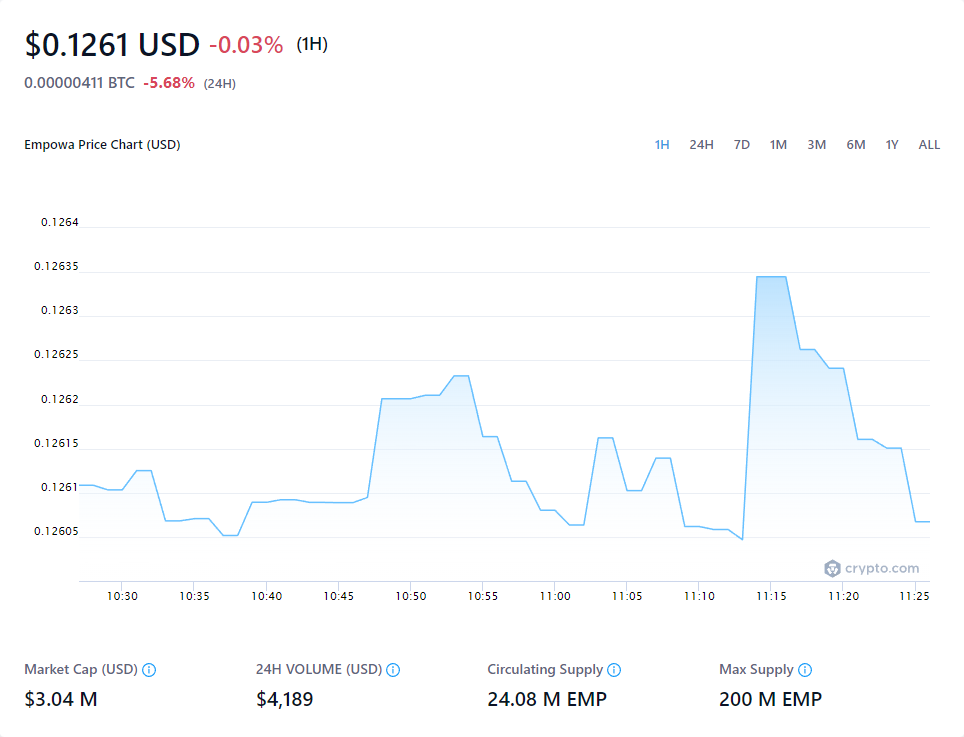 $0.1261 USD -0.03% (1H)
0.00000411 BTC -5.68% (24H)
Empowa Price Chart (USD) 1H 24H 7D 1M 3M 6M 1Y ALL
0.1264
0.12635
0.1263
0.12625
0.1262
0.12615
0.1261
0.12605
crypto.com
10:30 10:35 10:40 10:45 10:50 10:55 11:00 11:05 11:10 11:15 11:20 11:25
Market Cap (USD) 24H VOLUME (USD) Circulating Supply Max Supply
$3.04 M $4,189 24.08 M EMP 200 M EMP